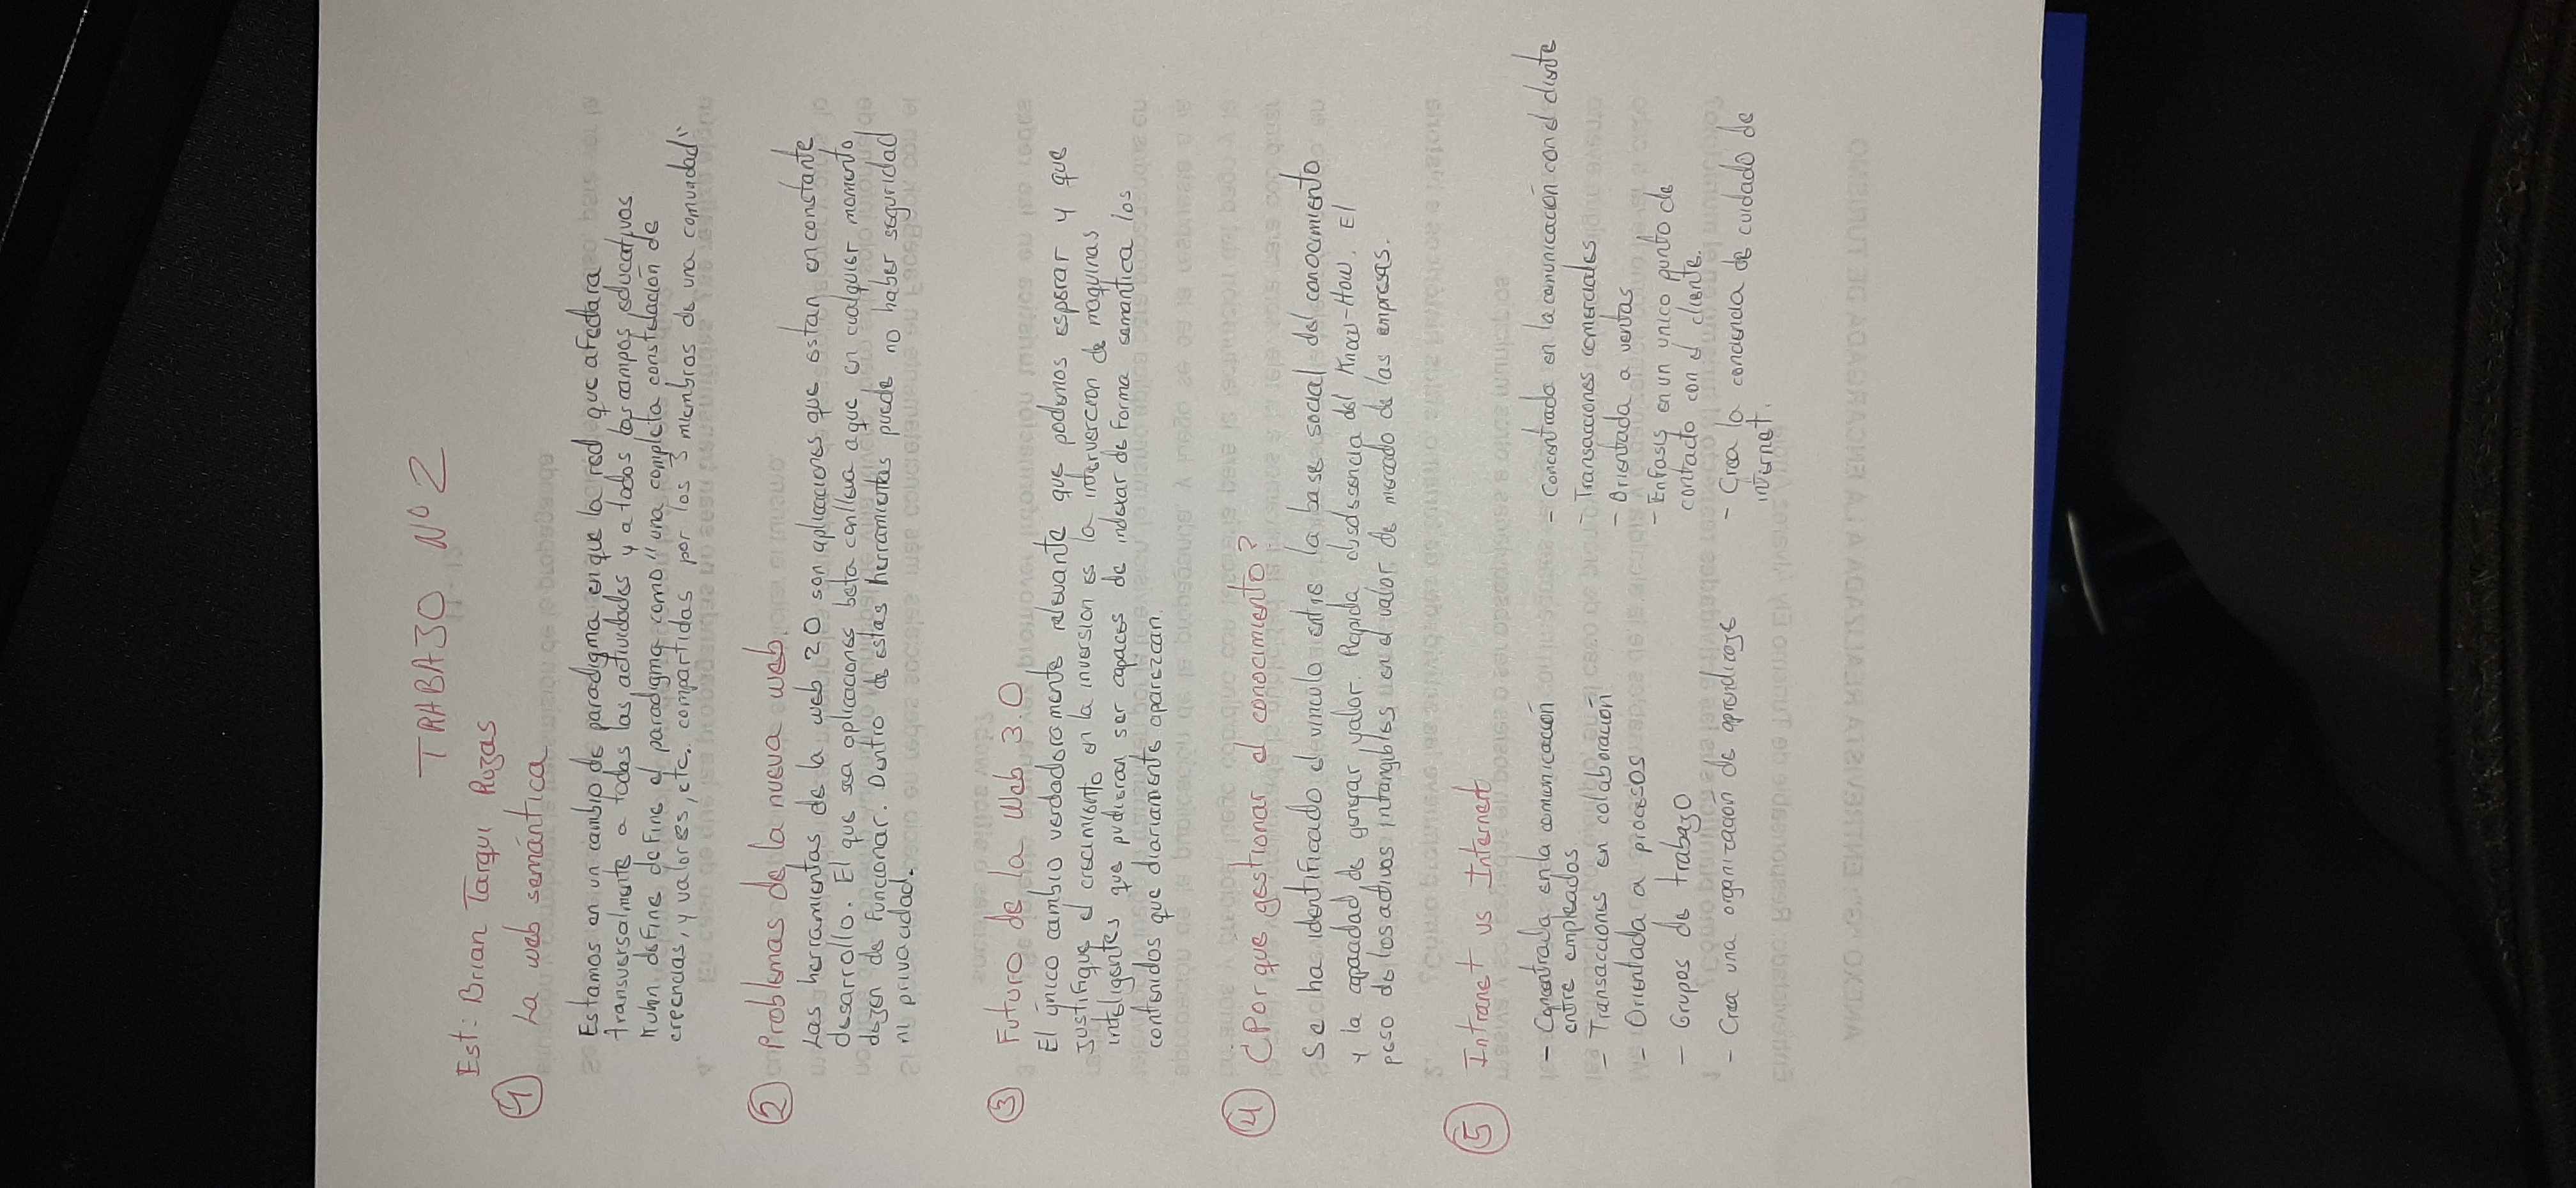 TRABAJO Nº 2
Est: Brian Tarqui Rozas
1 La web semántica
Estamos en un cambio de paradigma en que la red que afectara
transversalmente a todas las actividades y a todos los campos educativos
Kuhn define define el paradigma como "una completa constelación de
creencias, y valores, etc. compartidas por los 3 miembros de una comunidad"
2 Problemas de la nueva web.
Las herramientas de la web 2.0 son aplicaciones que estan en constante
desarrollo. El que sea aplicaciones beta conlleva a que en cualquier momento
dejen de funcionar. Dentro de estas herramientas puede no haber seguridad
ni privacidad.
3 Futuro de la Web 3.0
El único cambio verdaderamente relevante que podemos esperar y que
justifique el crecimiento en la inversion es la intervencion de maquinas
inteligentes que pudieran ser capaces de indexar de forma semantica los
contenidos que diariamente aparezcan.
4 ¿Por qué gestionar el conocimiento?
Se ha identificado el vinculo entre la base social del conocimiento
y la capacidad de generar valor. Rapida obsolescencia del Know-How. El
peso de los activos intangibles en el valor de mercado de las empresas.
5 Intranet vs Internet
- Concentrada en la comunicación
entre empleados
- Transacciones en colaboración
- Orientada a procesos
- Grupos de trabajo
- Crea una organización de aprendizaje
- Concentrado en la comunicación con el cliente
- Transacciones comerciales
- Orientada a ventas
- Enfasis en un unico punto de
contacto con el cliente.
- Crea la conciencia de cuidado de
internet.